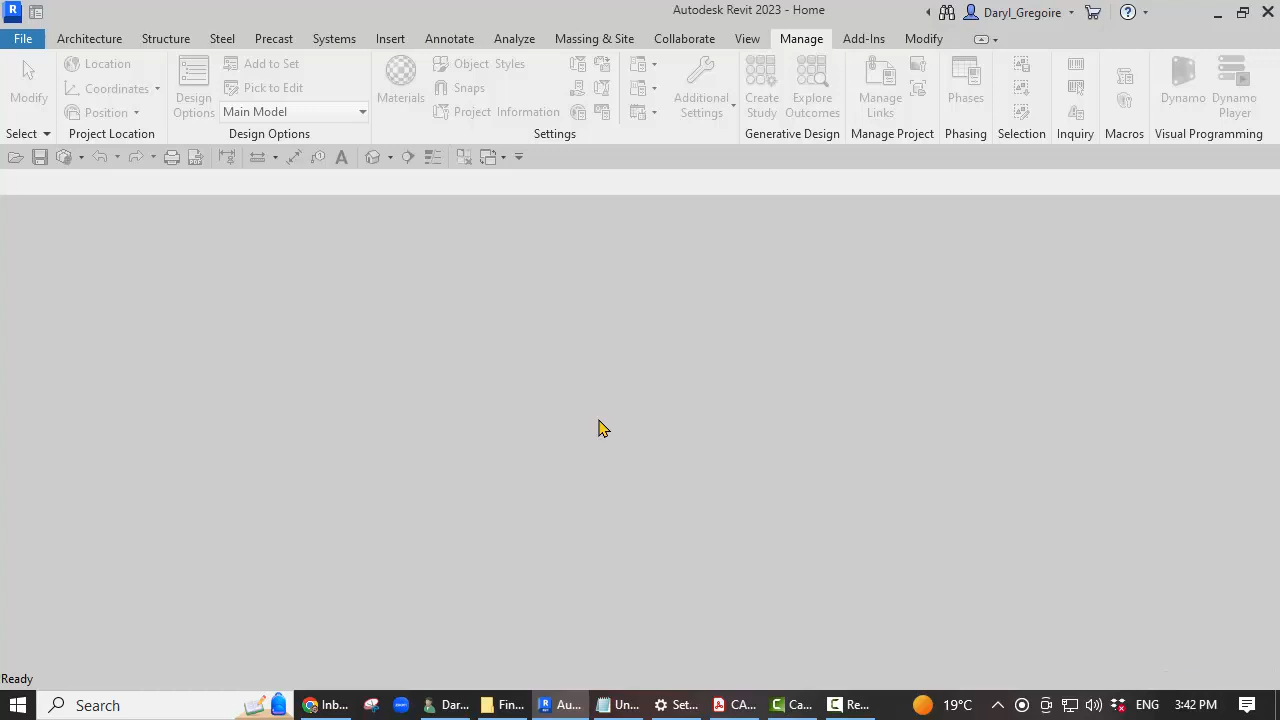 R
Autodesk Revit 2023 - Home
Daryl_Gregoire
?
File
Architecture
Structure
Steel
Precast
Systems
Insert
Annotate
Analyze
Massing & Site
Collaborate
View
Manage
Add-Ins
Modify
Modify
Location
Coordinates
Position
Design
Options
Add to Set
Pick to Edit
Main Model
Materials
Object Styles
Snaps
Project Information
Additional
Settings
Create
Study
Explore
Outcomes
Manage
Links
Phases
Dynamo
Dynamo
Player
Select
Project Location
Design Options
Settings
Generative Design
Manage Project
Phasing
Selection
Inquiry
Macros
Visual Programming
A
Ready
Search
Inb...
Dar...
Fin...
Au...
Un...
Set...
CA...
Ca...
Re...
19°C
ENG
3:42 PM